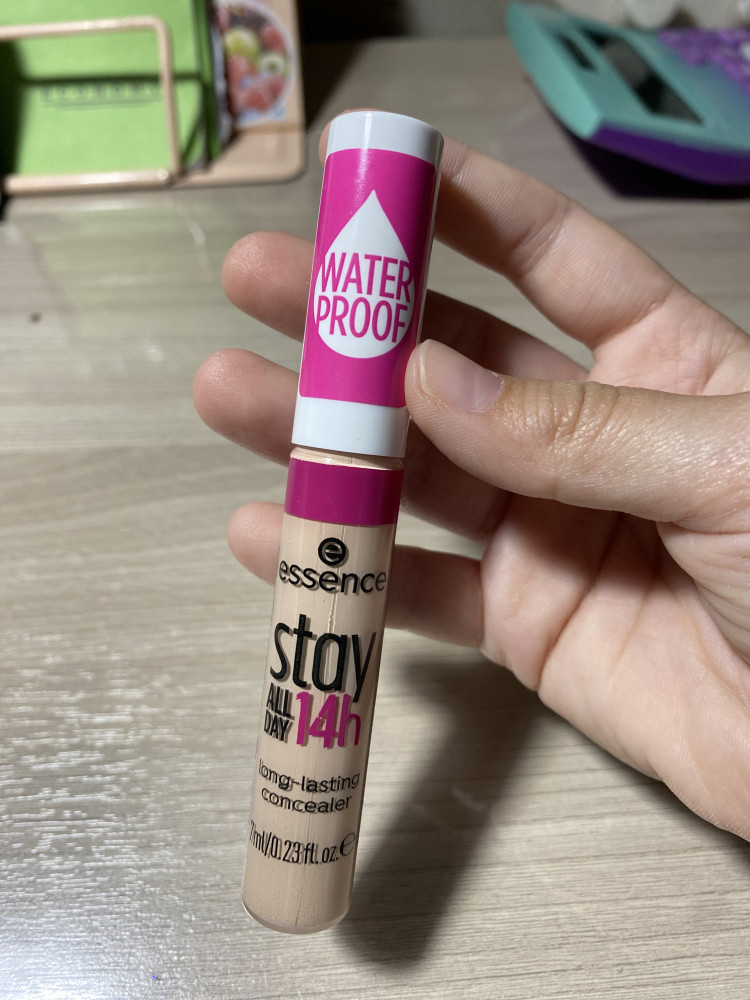 WATER
PROOF
e
essence
stay
ALL
DAY 14h
long-lasting
concealer
7ml/0.23 fl. oz. ℮